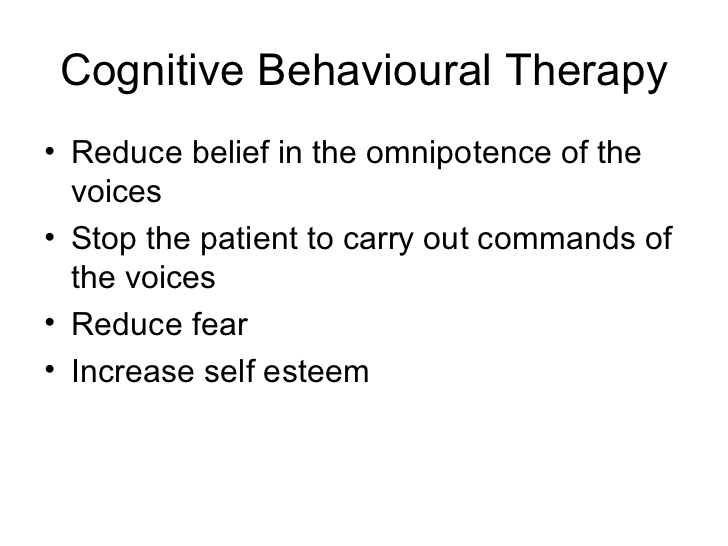 Cognitive Behavioural Therapy
• Reduce belief in the omnipotence of the
voices
• Stop the patient to carry out commands of
the voices
• Reduce fear
• Increase self esteem